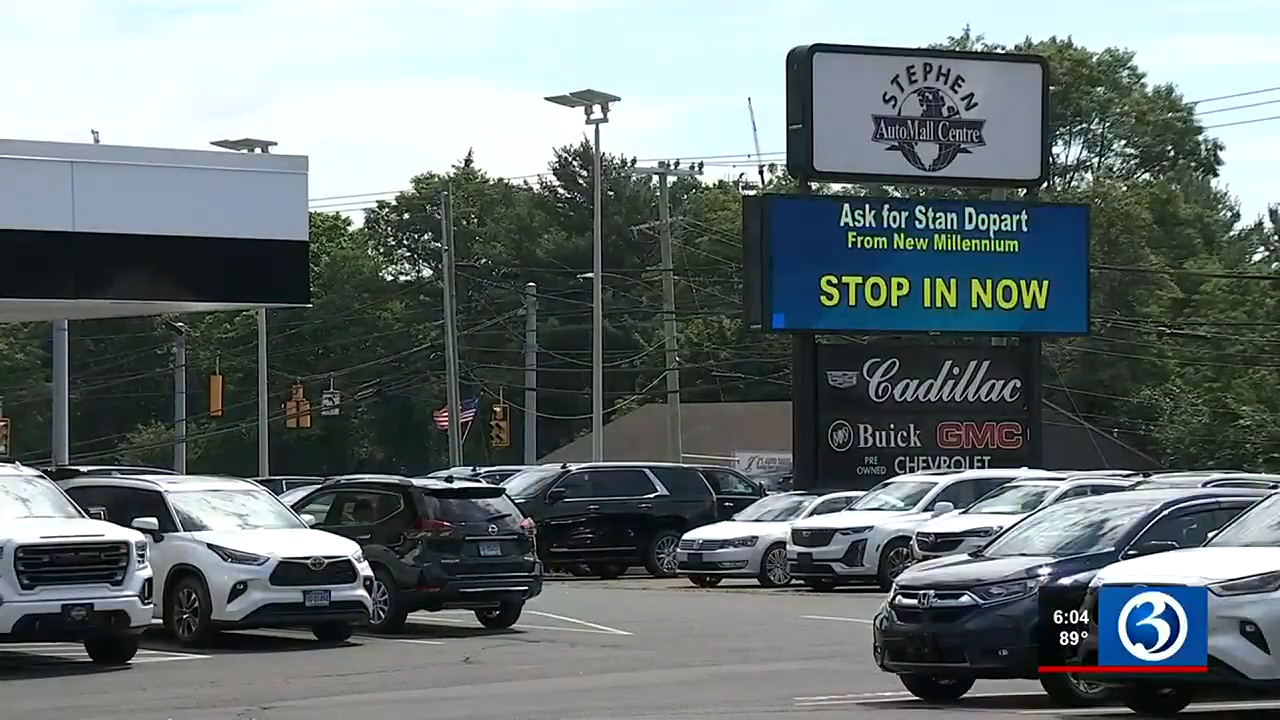 STEPHEN
AutoMall Centre
Ask for Stan Dopart
From New Millennium
STOP IN NOW
Cadillac
Buick GMC
PRE
OWNED CHEVROLET
6:04
89°
3